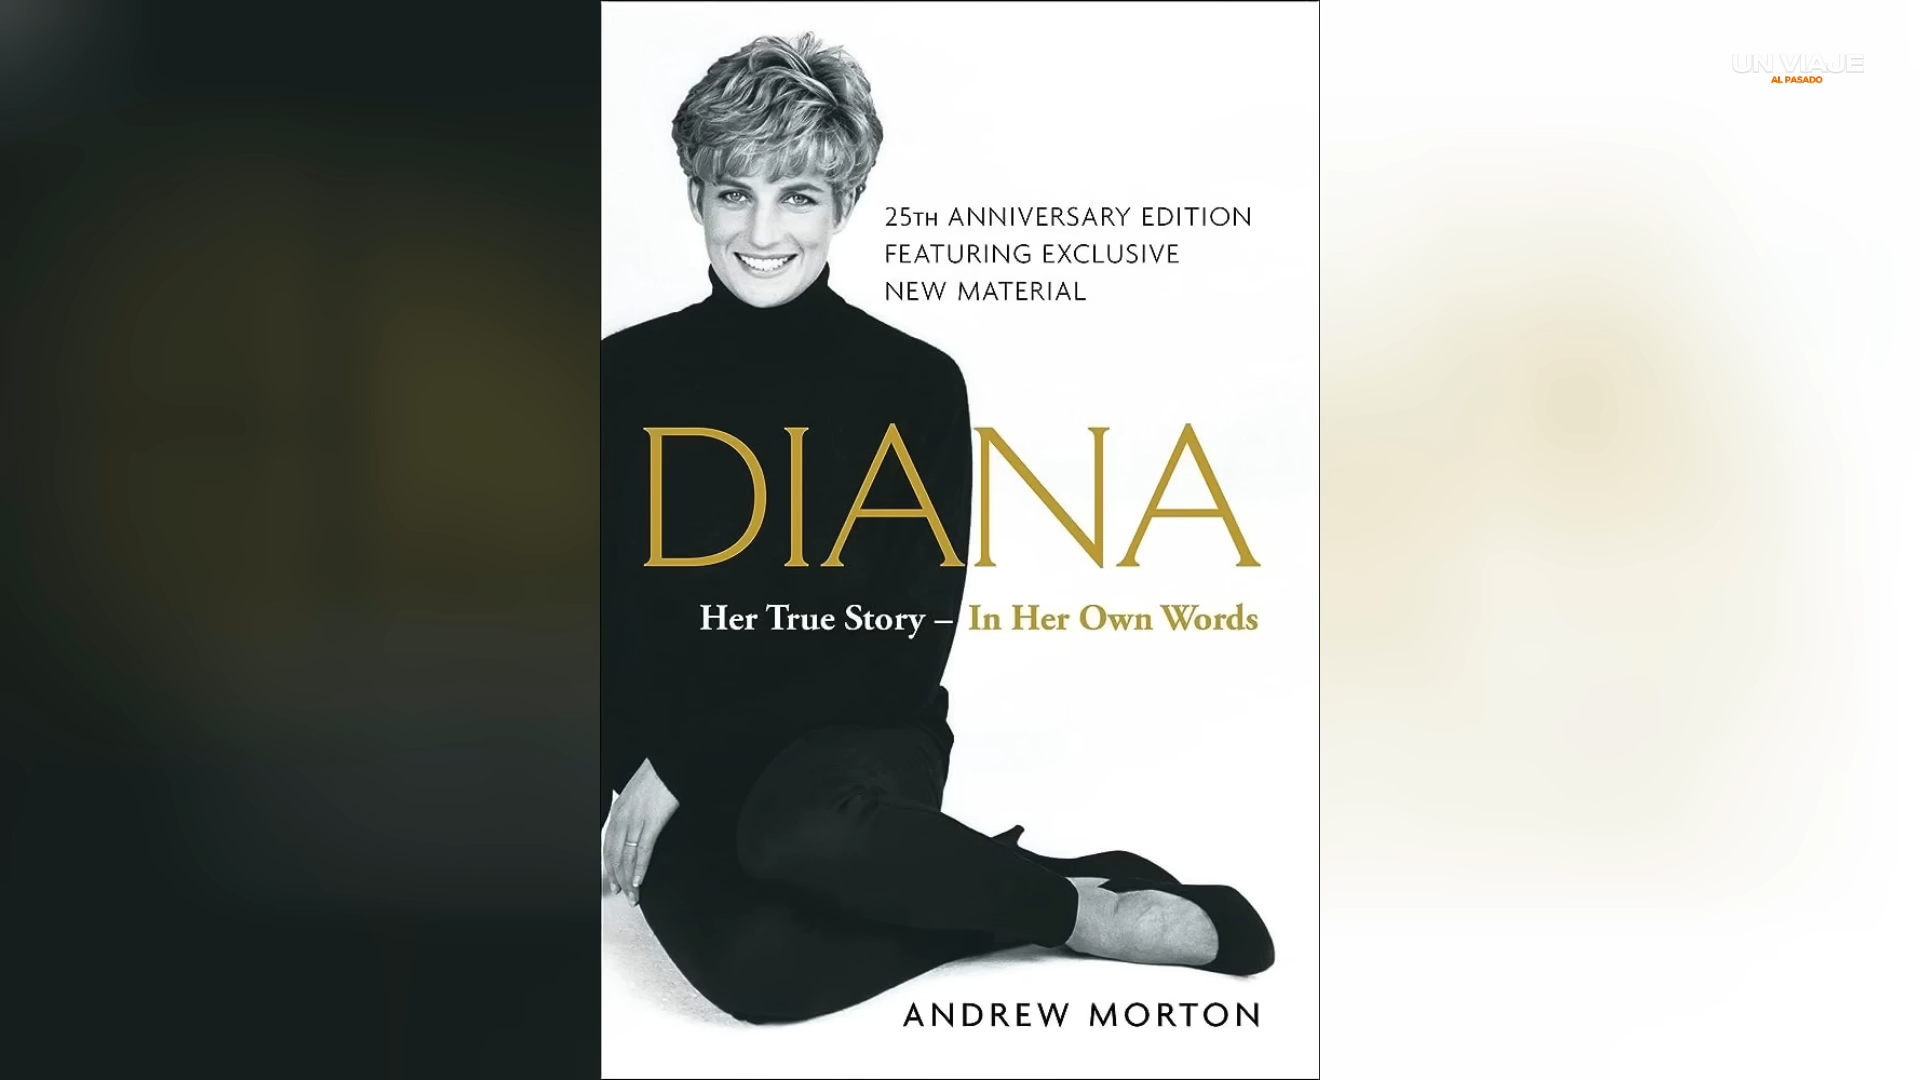 UN VIAJE
AL PASADO
25TH ANNIVERSARY EDITION
FEATURING EXCLUSIVE
NEW MATERIAL
DIANA
Her True Story – In Her Own Words
ANDREW MORTON